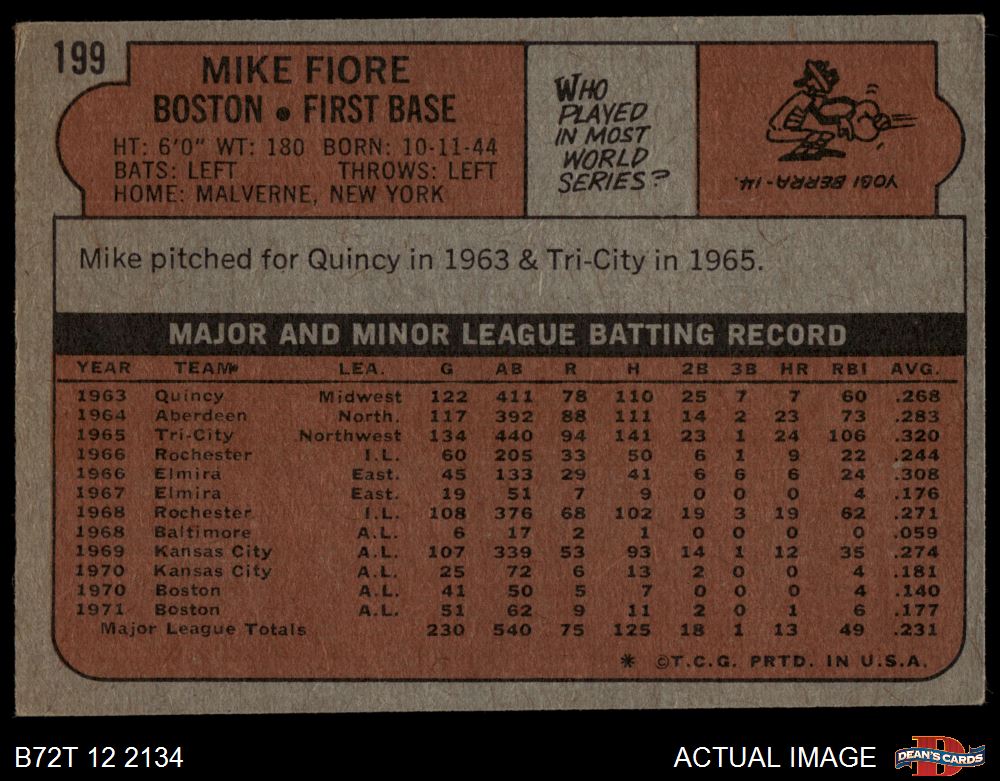 199
MIKE FIORE
BOSTON • FIRST BASE
HT: 6'0" WT: 180 BORN: 10-11-44
BATS: LEFT THROWS: LEFT
HOME: MALVERNE, NEW YORK
WHO
PLAYED
IN MOST
WORLD
SERIES?
YOGI BERRA-14.
Mike pitched for Quincy in 1963 & Tri-City in 1965.
MAJOR AND MINOR LEAGUE BATTING RECORD
YEAR TEAM LEA. G AB R H 2B 3B HR RBI AVG.
1963 Quincy Midwest 122 411 78 110 25 7 7 60 .268
1964 Aberdeen North. 117 392 88 111 14 2 23 73 .283
1965 Tri-City Northwest 134 440 94 141 23 1 24 106 .320
1966 Rochester I.L. 60 205 33 50 6 1 9 22 .244
1966 Elmira East. 45 133 29 41 6 6 6 24 .308
1967 Elmira East. 19 51 7 9 0 0 0 4 .176
1968 Rochester I.L. 108 376 68 102 19 3 19 62 .271
1968 Baltimore A.L. 6 17 2 1 0 0 0 0 .059
1969 Kansas City A.L. 107 339 53 93 14 1 12 35 .274
1970 Kansas City A.L. 25 72 6 13 2 0 0 4 .181
1970 Boston A.L. 41 50 5 7 0 0 0 4 .140
1971 Boston A.L. 51 62 9 11 2 0 1 6 .177
Major League Totals 230 540 75 125 18 1 13 49 .231
* ©T.C.G. PRTD. IN U.S.A.
B72T 12 2134
ACTUAL IMAGE
D
DEAN'S CARDS